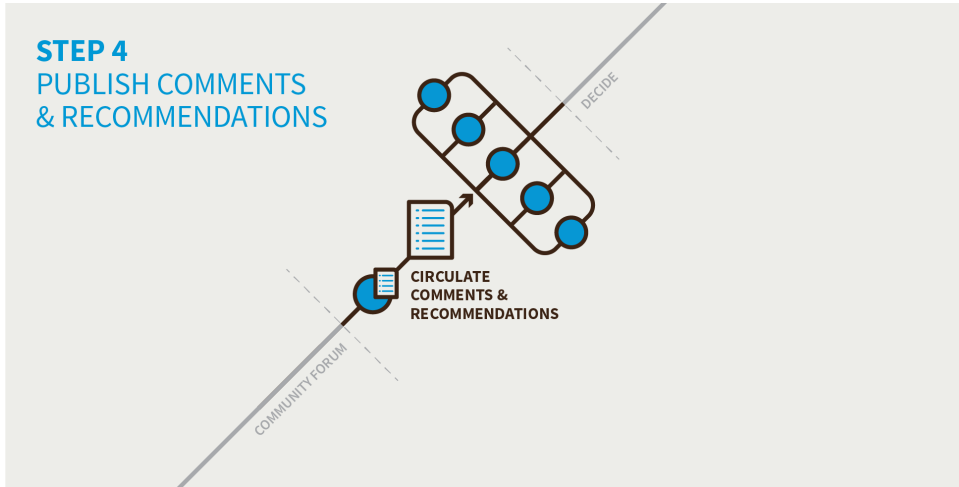 STEP 4
PUBLISH COMMENTS
& RECOMMENDATIONS
DECIDE
CIRCULATE
COMMENTS &
RECOMMENDATIONS
COMMUNITY FORUM